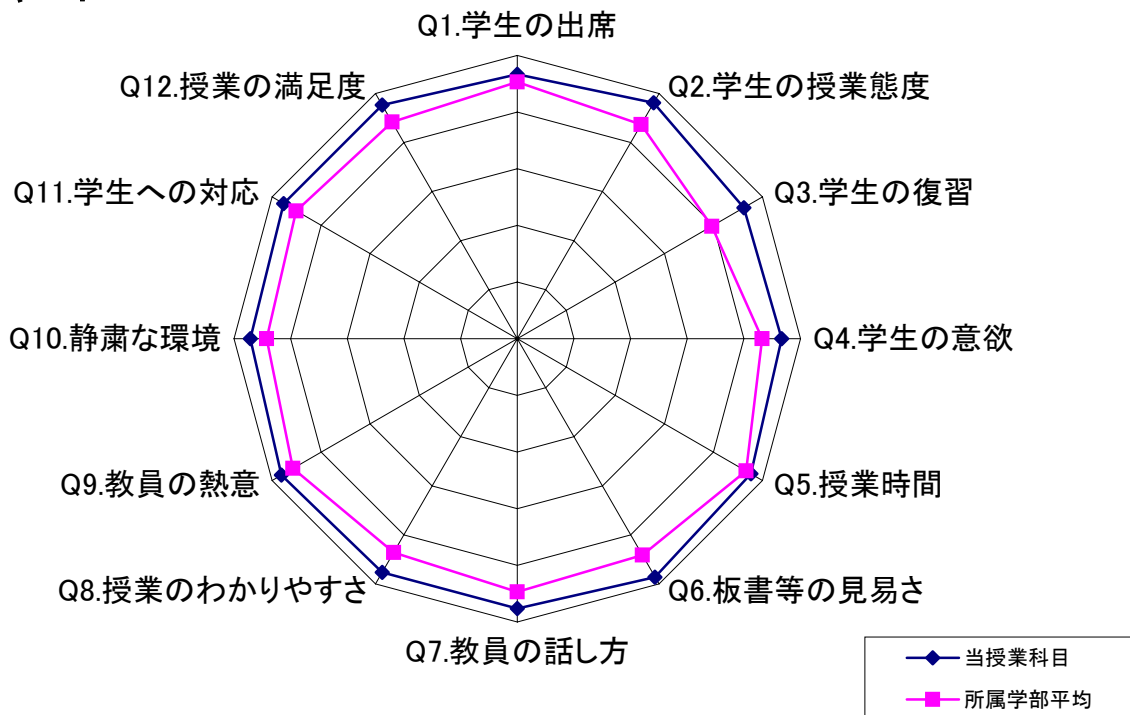 Q1.学生の出席
Q2.学生の授業態度
Q3.学生の復習
Q4.学生の意欲
Q5.授業時間
Q6.板書等の見易さ
Q7.教員の話し方
Q8.授業のわかりやすさ
Q9.教員の熱意
Q10.静粛な環境
Q11.学生への対応
Q12.授業の満足度
当授業科目
所属学部平均